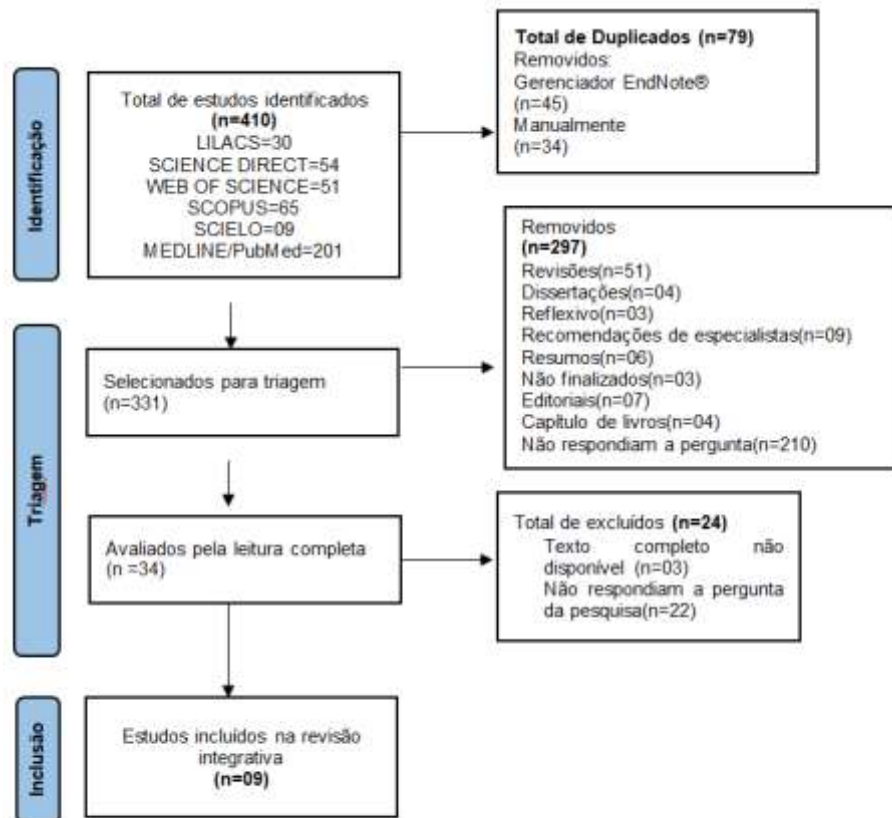 Identificação
Total de estudos identificados
(n=410)
LILACS=30
SCIENCE DIRECT=54
WEB OF SCIENCE=51
SCOPUS=65
SCIELO=09
MEDLINE/PubMed=201
Total de Duplicados (n=79)
Removidos:
Gerenciador EndNote®
(n=45)
Manualmente
(n=34)
Triagem
Selecionados para triagem
(n=331)
Removidos
(n=297)
Revisões(n=51)
Dissertações(n=04)
Reflexivo(n=03)
Recomendações de especialistas(n=09)
Resumos(n=06)
Não finalizados(n=03)
Editoriais(n=07)
Capítulo de livros(n=04)
Não respondiam a pergunta(n=210)
Avaliados pela leitura completa
(n =34)
Total de excluídos (n=24)
Texto completo não
disponível (n=03)
Não respondiam a pergunta
da pesquisa(n=22)
Inclusão
Estudos incluídos na revisão
integrativa
(n=09)